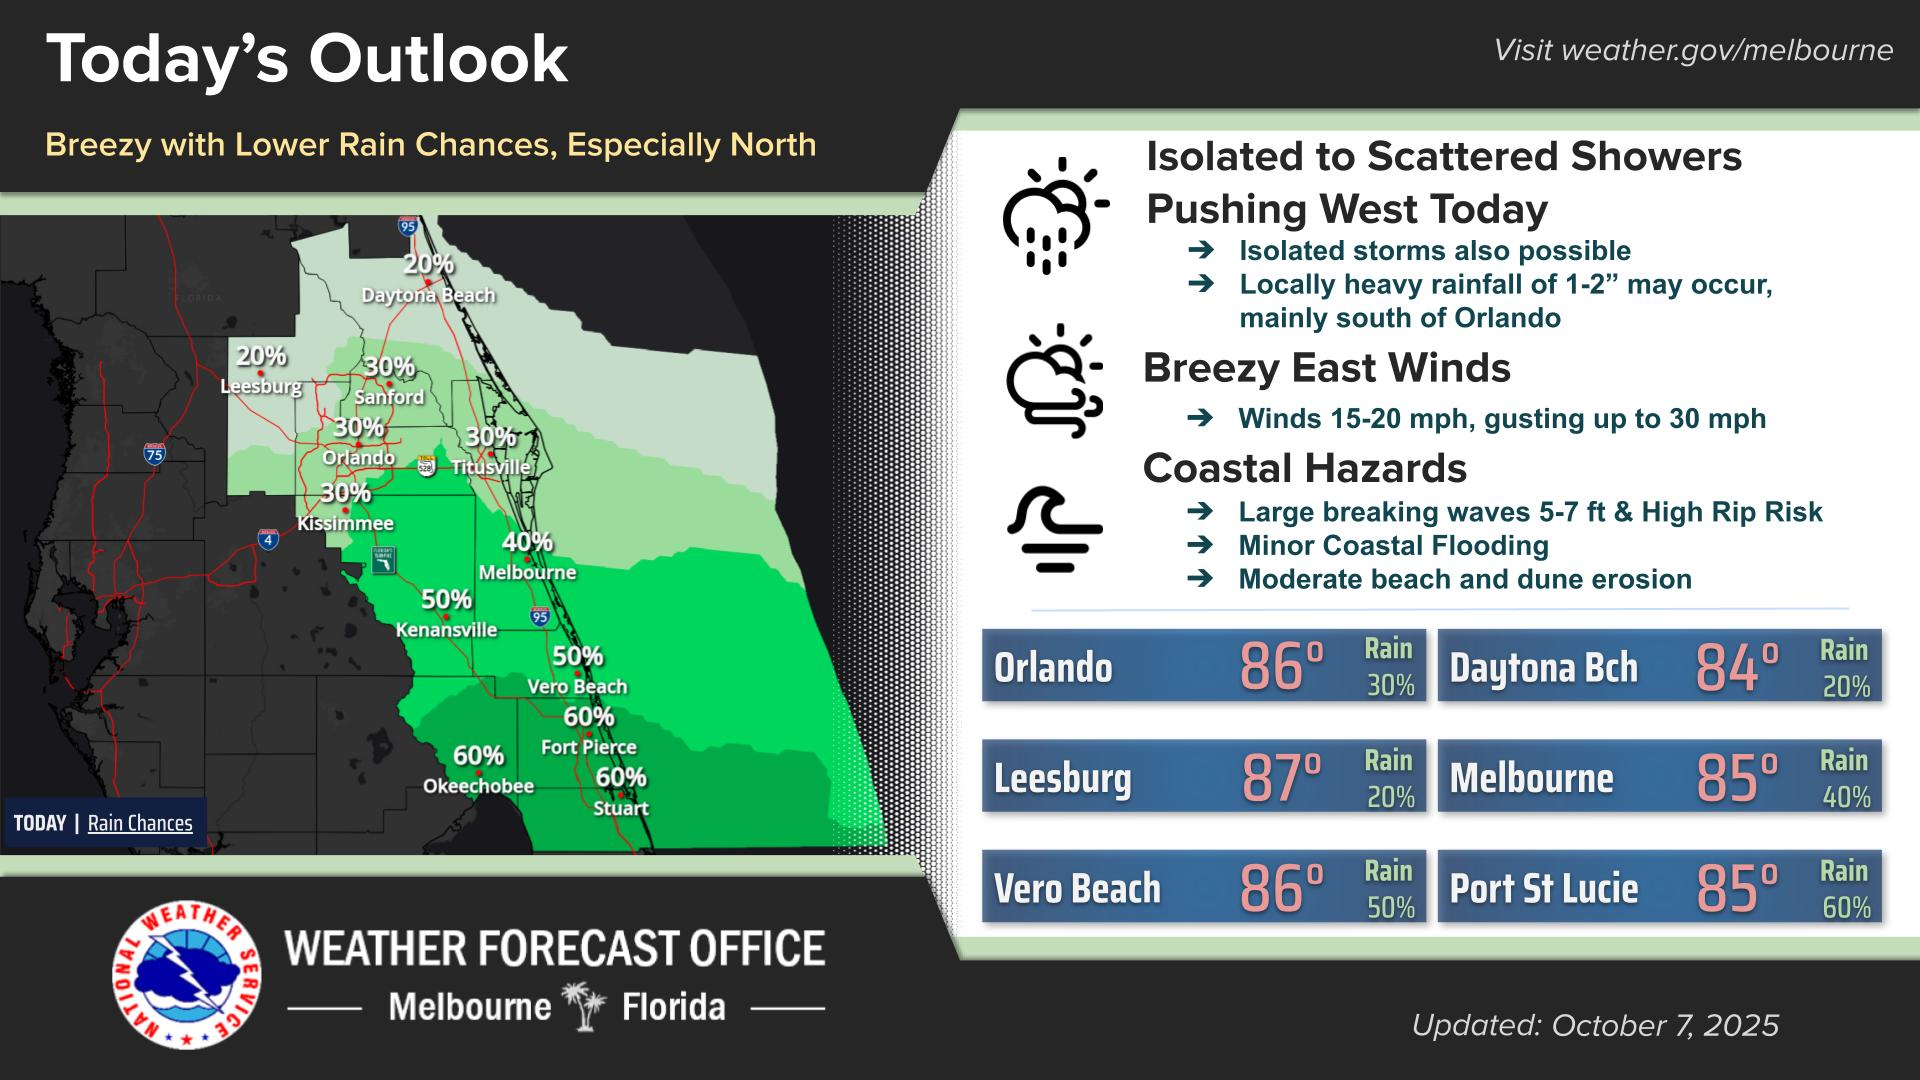 Today’s Outlook
Visit weather.gov/melbourne
Breezy with Lower Rain Chances, Especially North
95
20%
Daytona Beach
FLORIDA
20%
Leesburg
30%
Sanford
30%
Orlando
30%
Titusville
75
TOLL
528
30%
Kissimmee
4
40%
Melbourne
50%
Kenansville
95
50%
Vero Beach
60%
Fort Pierce
60%
Okeechobee
60%
Stuart
TODAY | Rain Chances
Isolated to Scattered Showers
Pushing West Today
➔ Isolated storms also possible
➔ Locally heavy rainfall of 1-2” may occur,
mainly south of Orlando
Breezy East Winds
➔ Winds 15-20 mph, gusting up to 30 mph
Coastal Hazards
➔ Large breaking waves 5-7 ft & High Rip Risk
➔ Minor Coastal Flooding
➔ Moderate beach and dune erosion
Orlando 86º Rain 30%
Daytona Bch 84º Rain 20%
Leesburg 87º Rain 20%
Melbourne 85º Rain 40%
Vero Beach 86º Rain 50%
Port St Lucie 85º Rain 60%
NATIONAL WEATHER SERVICE
WEATHER FORECAST OFFICE
Melbourne Florida
Updated: October 7, 2025